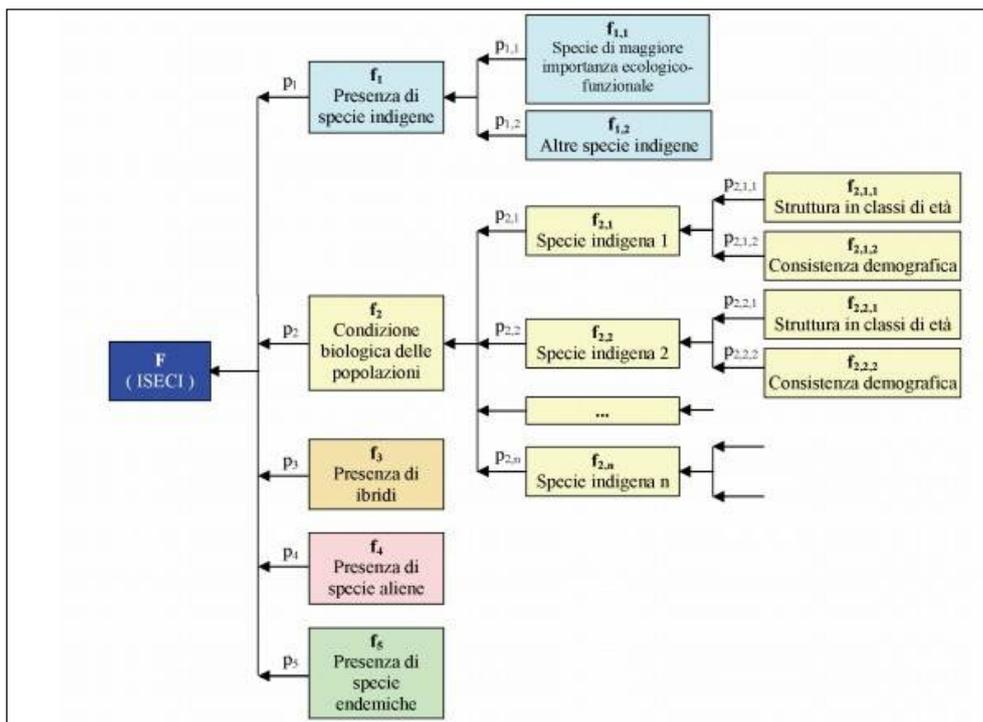 F
( ISECI )
p1
f1
Presenza di
specie indigene
p1,1
f1,1
Specie di maggiore
importanza ecologico-
funzionale
p1,2
f1,2
Altre specie indigene
p2
f2
Condizione
biologica delle
popolazioni
p2,1
f2,1
Specie indigena 1
p2,1,1
f2,1,1
Struttura in classi di età
p2,1,2
f2,1,2
Consistenza demografica
p2,2
f2,2
Specie indigena 2
p2,2,1
f2,2,1
Struttura in classi di età
p2,2,2
f2,2,2
Consistenza demografica
...
p2,n
f2,n
Specie indigena n
p3
f3
Presenza di
ibridi
p4
f4
Presenza di
specie aliene
p5
f5
Presenza di
specie
endemiche